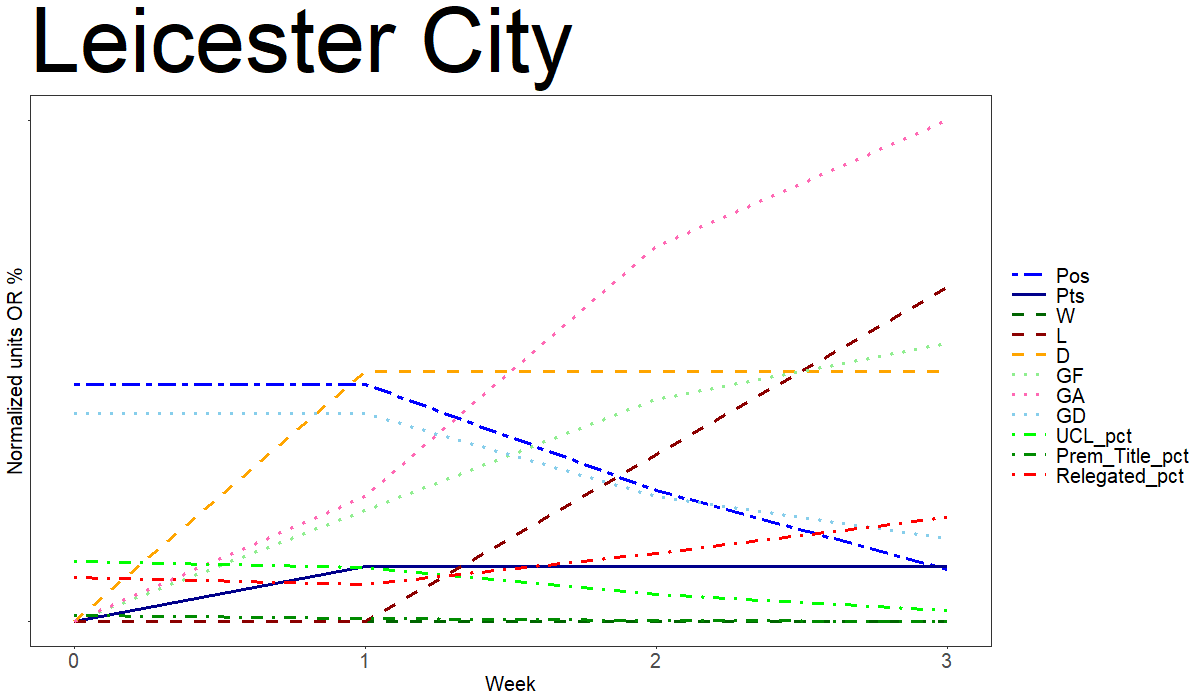 Leicester City
Normalized units OR %
Pos
Pts
W
L
D
GF
GA
GD
UCL_pct
Prem_Title_pct
Relegated_pct
0 1 2 3
Week